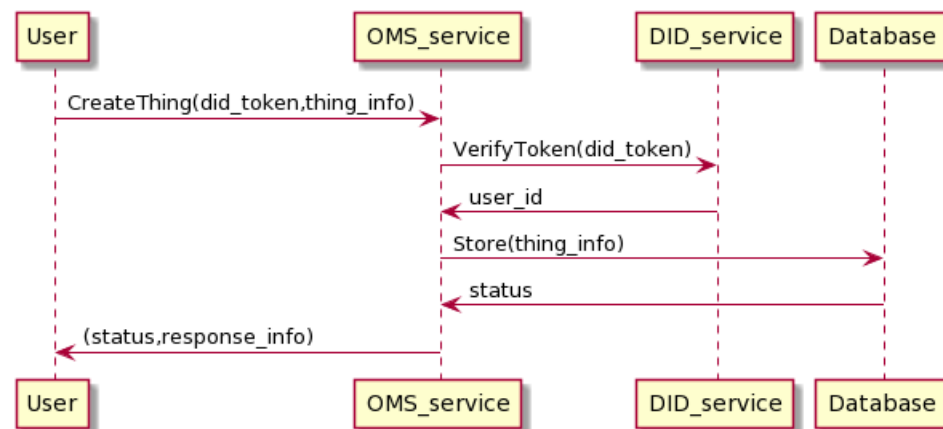 User OMS_service DID_service Database
CreateThing(did_token,thing_info)
VerifyToken(did_token)
user_id
Store(thing_info)
status
(status,response_info)
User OMS_service DID_service Database